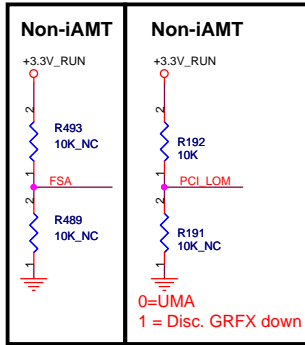 Non-iAMT
+3.3V_RUN
2
R493
10K_NC
1
FSA
2
R489
10K_NC
1
Non-iAMT
+3.3V_RUN
2
R192
10K
1
PCI_LOM
2
R191
10K_NC
1
0=UMA
1 = Disc. GRFX down